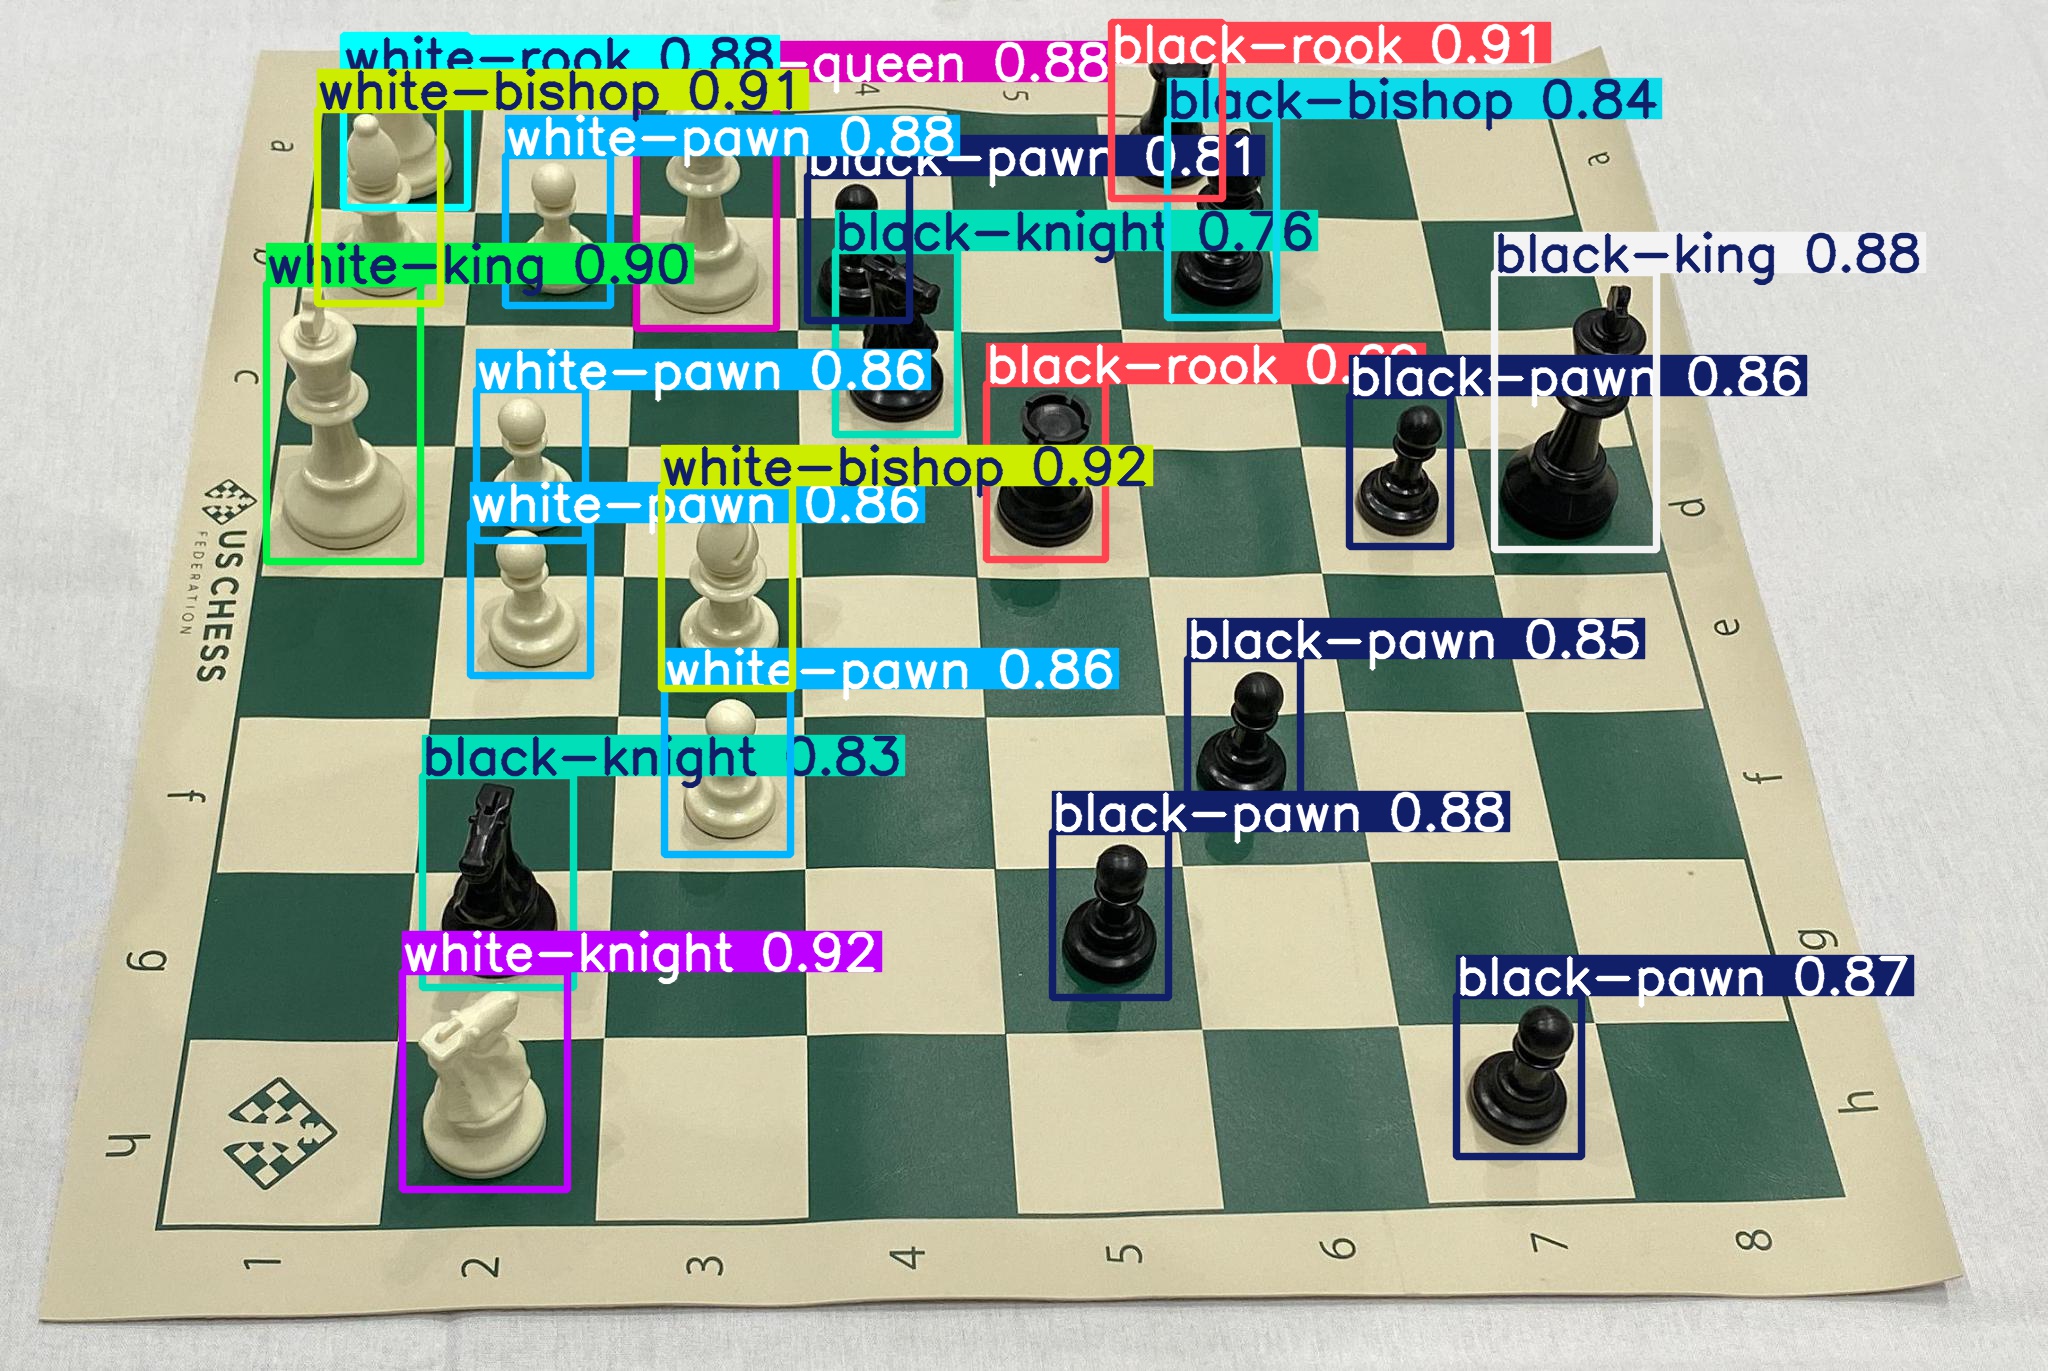 white-rook 0.88
-queen 0.88
black-rook 0.91
white-bishop 0.91
black-bishop 0.84
white-pawn 0.88
black-pawn 0.81
4
5
a
a
b
black-knight 0.76
white-king 0.90
black-king 0.88
white-pawn 0.86
black-rook
black-pawn 0.86
c
white-bishop 0.92
white-pawn 0.86
d
US CHESS
FEDERATION
e
black-pawn 0.85
white-pawn 0.86
black-knight 0.83
f
f
black-pawn 0.88
g
g
white-knight 0.92
black-pawn 0.87
h
h
1
2
3
4
5
6
7
8